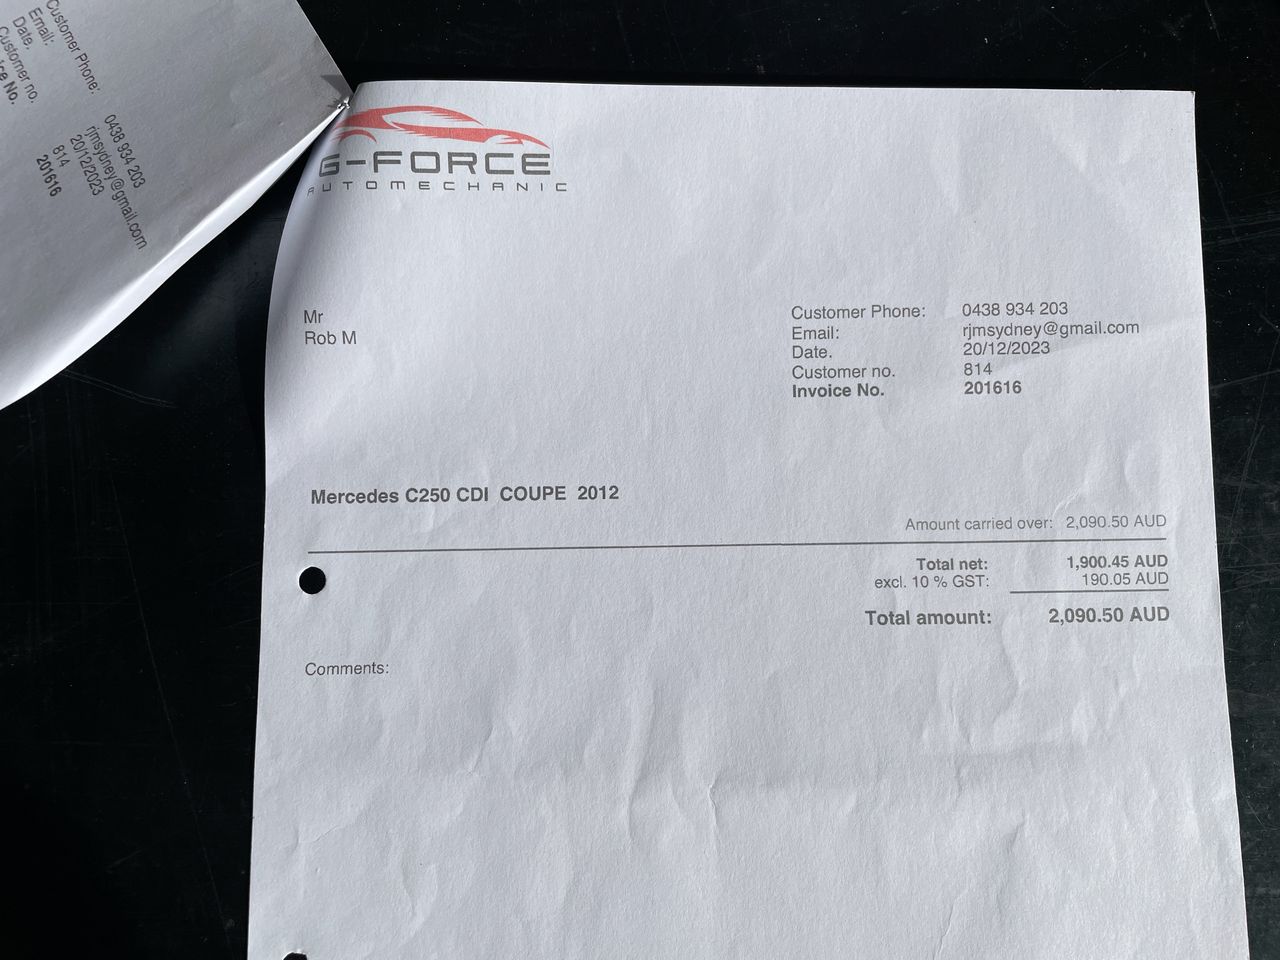 Customer Phone: 0438 934 203
Email: rjmsydney@gmail.com
Date. 20/12/2023
Customer no. 814
No. 201616
G-FORCE
AUTOMECHANIC
Mr
Rob M
Customer Phone: 0438 934 203
Email: rjmsydney@gmail.com
Date. 20/12/2023
Customer no. 814
Invoice No. 201616
Mercedes C250 CDI COUPE 2012
Amount carried over: 2,090.50 AUD
Total net: 1,900.45 AUD
excl. 10 % GST: 190.05 AUD
Total amount: 2,090.50 AUD
Comments: